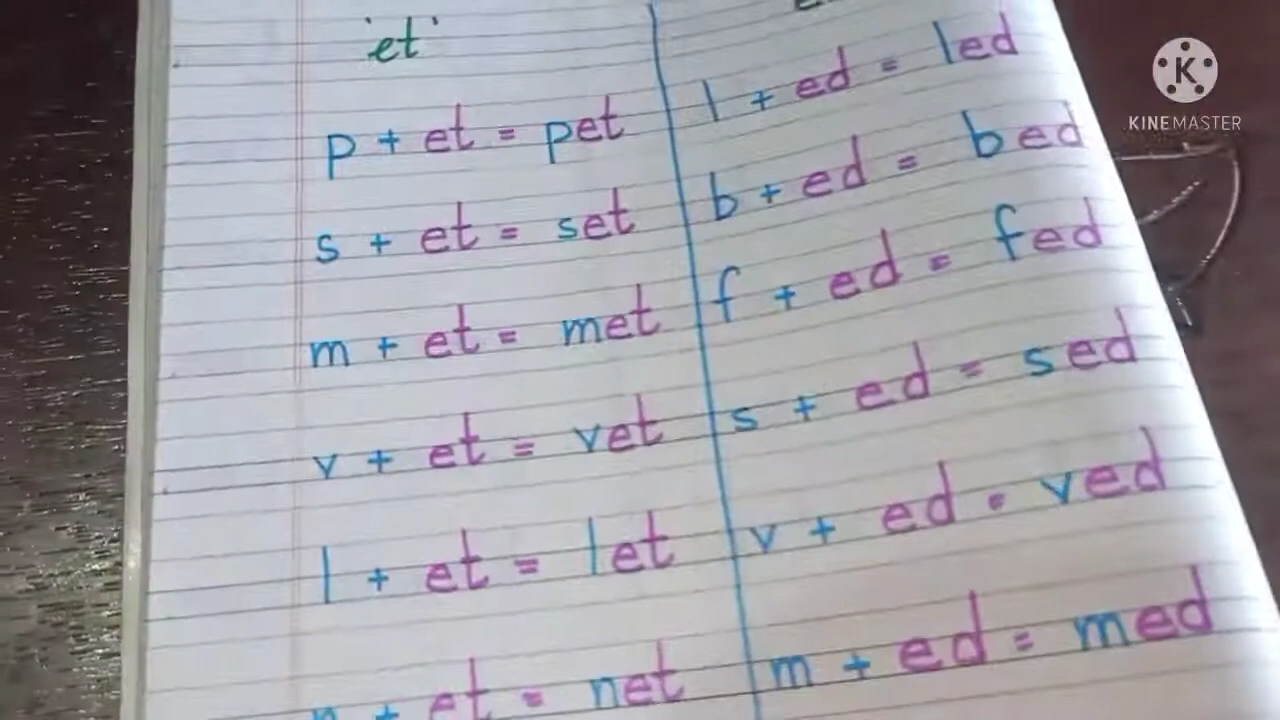 'et'
p + et = pet
s + et = set
m + et = met
v + et = vet
l + et = let
n + et = net
l + ed = led
b + ed = bed
f + ed = fed
s + ed = sed
v + ed = ved
m + ed = med
K
KINEMASTER